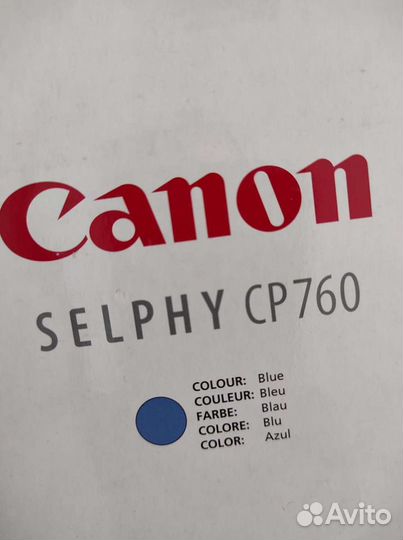 Canon
SELPHY CP760
COLOUR: Blue
COULEUR: Bleu
FARBE: Blau
COLORE: Blu
COLOR: Azul
Avito